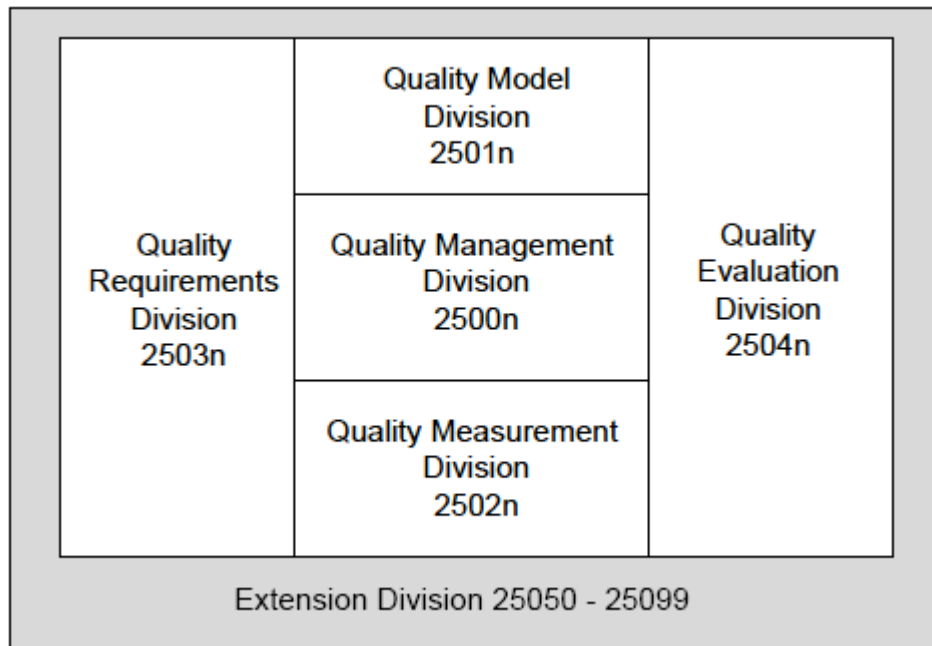 Quality
Requirements
Division
2503n
Quality Model
Division
2501n
Quality Management
Division
2500n
Quality Measurement
Division
2502n
Quality
Evaluation
Division
2504n
Extension Division 25050 - 25099